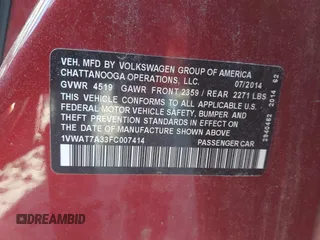 VEH. MFD BY: VOLKSWAGEN GROUP OF AMERICA
CHATTANOOGA OPERATIONS, LLC.
07/2014
GVWR 4519 GAWR FRONT 2359 / REAR 2271 LBS
THIS VEHICLE CONFORMS TO ALL APPLICABLE U.S.
FEDERAL MOTOR VEHICLE SAFETY, BUMPER, AND
THEFT PREVENTION STANDARDS IN EFFECT ON
THE DATE OF MANUFACTURE SHOWN ABOVE.
1VWAT7A33FC007414
PASSENGER CAR
2840462 2014 62
DREAMBID